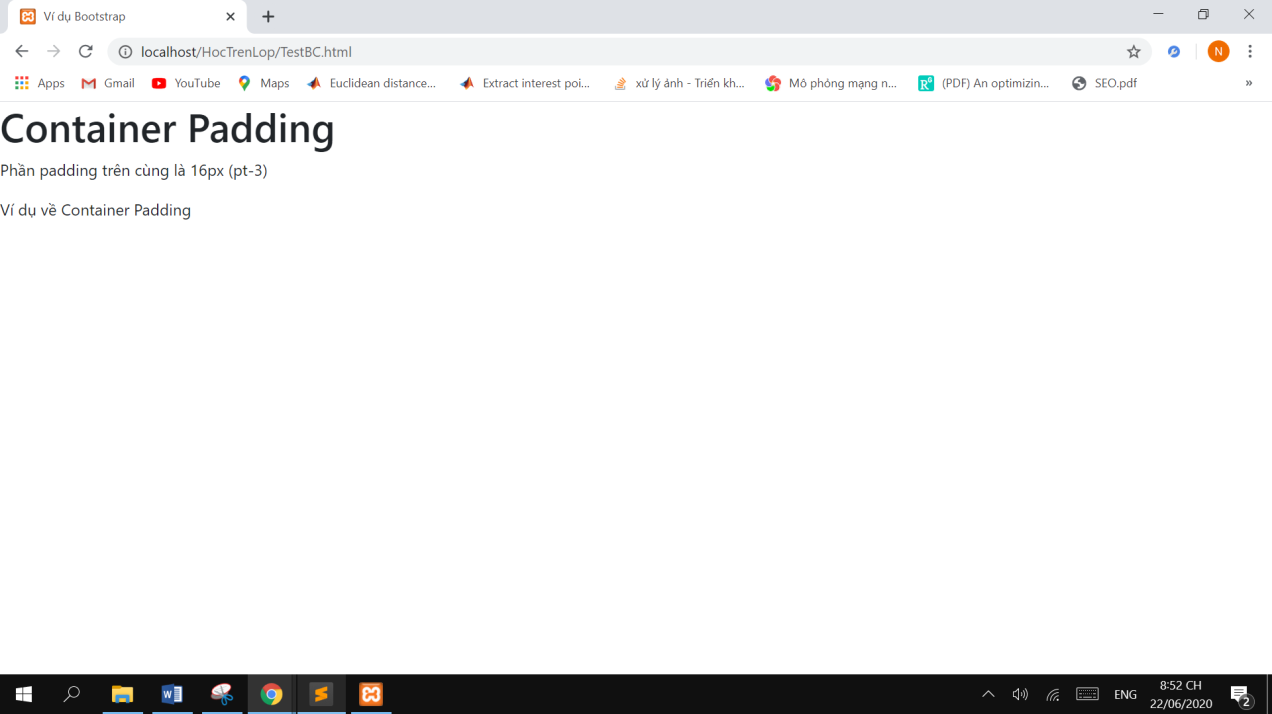 Ví dụ Bootstrap
localhost/HocTrenLop/TestBC.html
N
Apps Gmail YouTube Maps Euclidean distance... Extract interest poi... xử lý ảnh - Triển kh... Mô phỏng mạng n... (PDF) An optimizin... SEO.pdf »
Container Padding
Phần padding trên cùng là 16px (pt-3)
Ví dụ về Container Padding
ENG
8:52 CH
22/06/2020
2